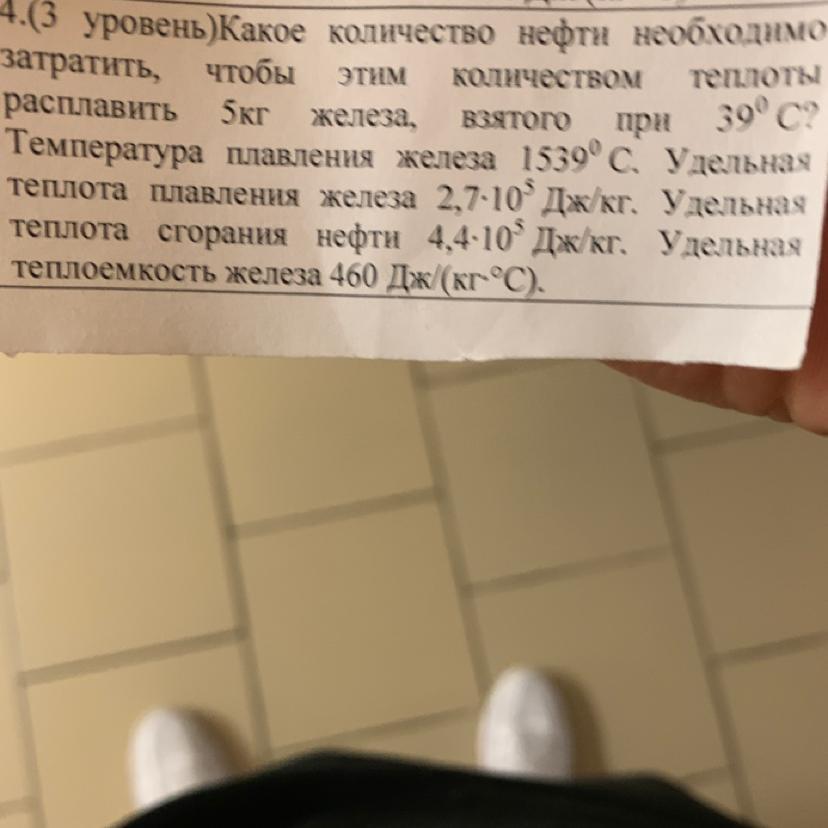 4.(3 уровень)Какое количество нефти необходимо
затратить, чтобы этим количеством теплоты
расплавить 5кг железа, взятого при 39⁰ С?
Температура плавления железа 1539⁰ С. Удельная
теплота плавления железа 2,7·10⁵ Дж/кг. Удельная
теплота сгорания нефти 4,4·10⁵ Дж/кг. Удельная
теплоемкость железа 460 Дж/(кг·°С).